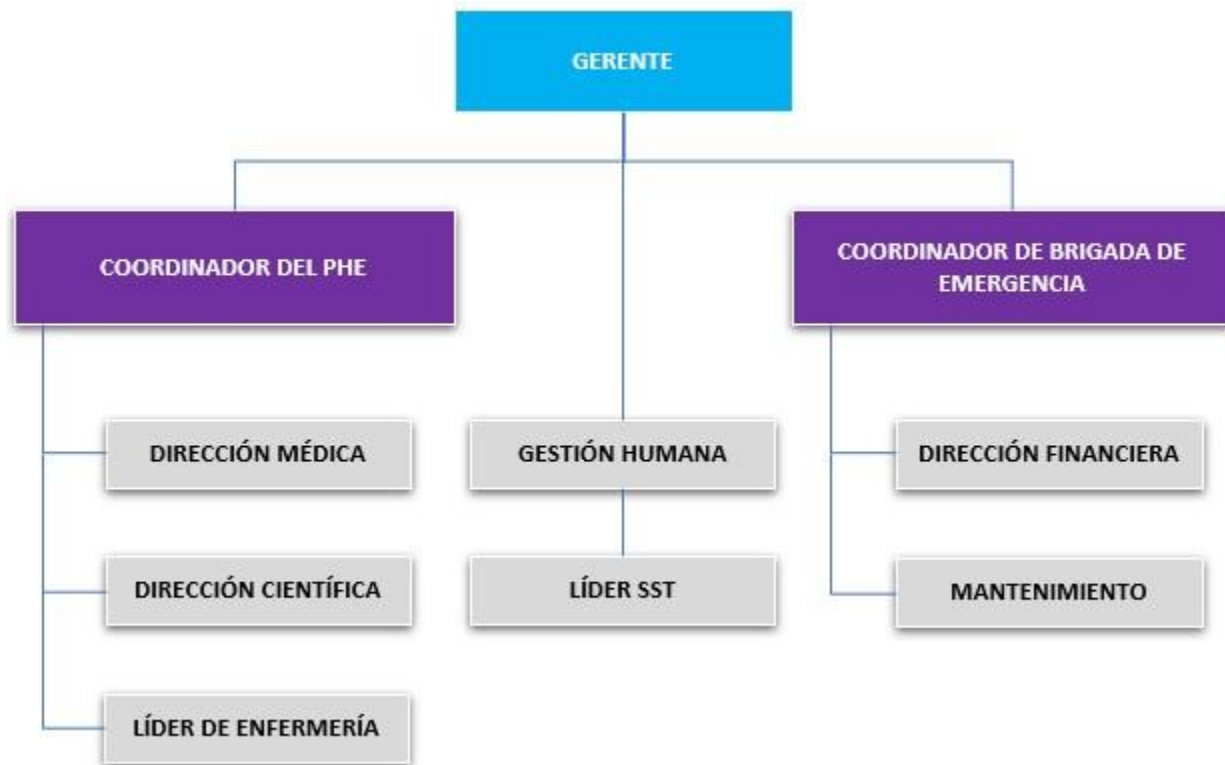 GERENTE
COORDINADOR DEL PHE
COORDINADOR DE BRIGADA DE
EMERGENCIA
DIRECCIÓN MÉDICA
GESTIÓN HUMANA
DIRECCIÓN FINANCIERA
DIRECCIÓN CIENTÍFICA
LÍDER SST
MANTENIMIENTO
LÍDER DE ENFERMERÍA